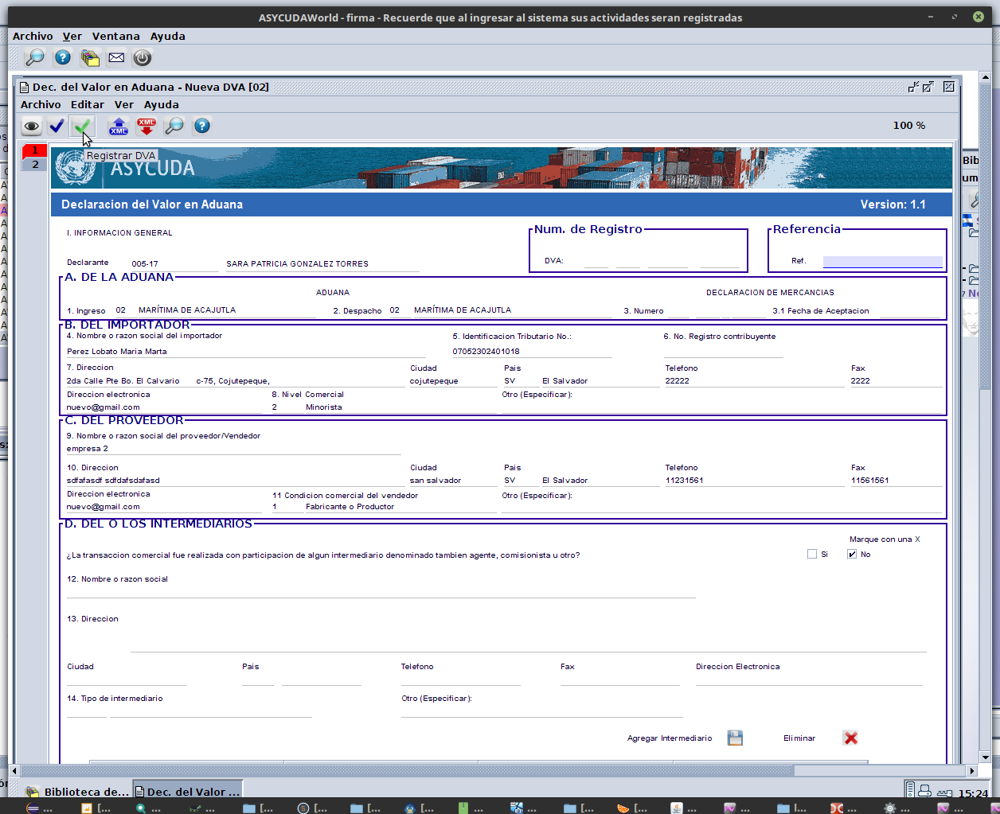 ASYCUDAWorld - firma - Recuerde que al ingresar al sistema sus actividades seran registradas
Archivo Ver Ventana Ayuda
Dec. del Valor en Aduana - Nueva DVA [02]
Archivo Editar Ver Ayuda
XML XML
100 %
1
2
Registrar DVA
ASYCUDA
Declaracion del Valor en Aduana
Version: 1.1
I. INFORMACION GENERAL
Num. de Registro
Referencia
Declarante 005-17 SARA PATRICIA GONZALEZ TORRES
DVA:
Ref.
A. DE LA ADUANA
ADUANA DECLARACION DE MERCANCIAS
1. Ingreso 02 MARÍTIMA DE ACAJUTLA 2. Despacho 02 MARÍTIMA DE ACAJUTLA 3. Numero 3.1 Fecha de Aceptacion
B. DEL IMPORTADOR
4. Nombre o razon social del importador 5. Identificacion Tributario No.: 6. No. Registro contribuyente
Perez Lobato Maria Marta 07052302401018
7. Direccion Ciudad Pais Telefono Fax
2da Calle Pte Bo. El Calvario c-75, Cojutepeque, cojutepeque SV El Salvador 22222 2222
Direccion electronica 8. Nivel Comercial Otro (Especificar):
nuevo@gmail.com 2 Minorista
C. DEL PROVEEDOR
9. Nombre o razon social del proveedor/Vendedor
empresa 2
10. Direccion Ciudad Pais Telefono Fax
sdfafasdf sdfdafsdafasd san salvador SV El Salvador 11231561 11561561
Direccion electronica 11 Condicion comercial del vendedor Otro (Especificar):
nuevo@gmail.com 1 Fabricante o Productor
D. DEL O LOS INTERMEDIARIOS
Marque con una X
¿La transaccion comercial fue realizada con participacion de algun intermediario denominado tambien agente, comisionista u otro? Si No
12. Nombre o razon social
13. Direccion
Ciudad Pais Telefono Fax Direccion Electronica
14. Tipo de intermediario Otro (Especificar):
Agregar Intermediario Eliminar
Bib
um
Biblioteca de... Dec. del Valor ...
15:24
... [... ... ... [... [... [... [... ... ... [... [... ... ... [... ... ... ...